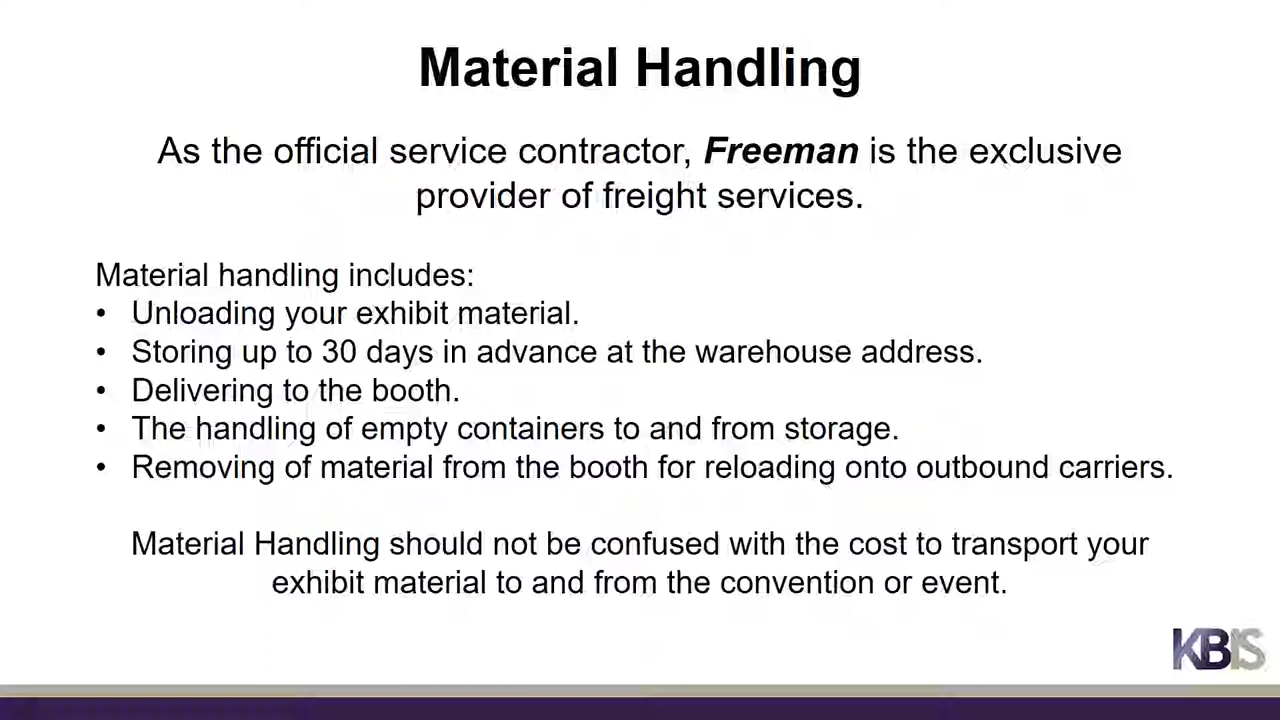 Material Handling
As the official service contractor, Freeman is the exclusive
provider of freight services.
Material handling includes:
• Unloading your exhibit material.
• Storing up to 30 days in advance at the warehouse address.
• Delivering to the booth.
• The handling of empty containers to and from storage.
• Removing of material from the booth for reloading onto outbound carriers.
Material Handling should not be confused with the cost to transport your
exhibit material to and from the convention or event.
KBIS